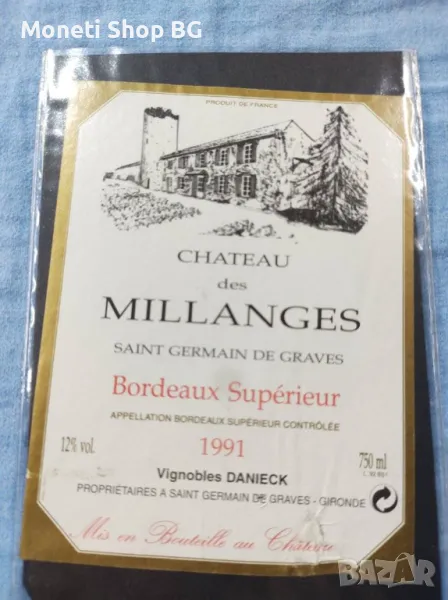 Moneti Shop BG
PRODUIT DE FRANCE
CHATEAU
des
MILLANGES
SAINT GERMAIN DE GRAVES
Bordeaux Supérieur
APPELLATION BORDEAUX SUPÉRIEUR CONTRÔLÉE
12% vol.
1991
750 ml
Vignobles DANIECK
PROPRIÉTAIRES A SAINT GERMAIN DE GRAVES - GIRONDE
Mis en Bouteille au Château
BAZAR